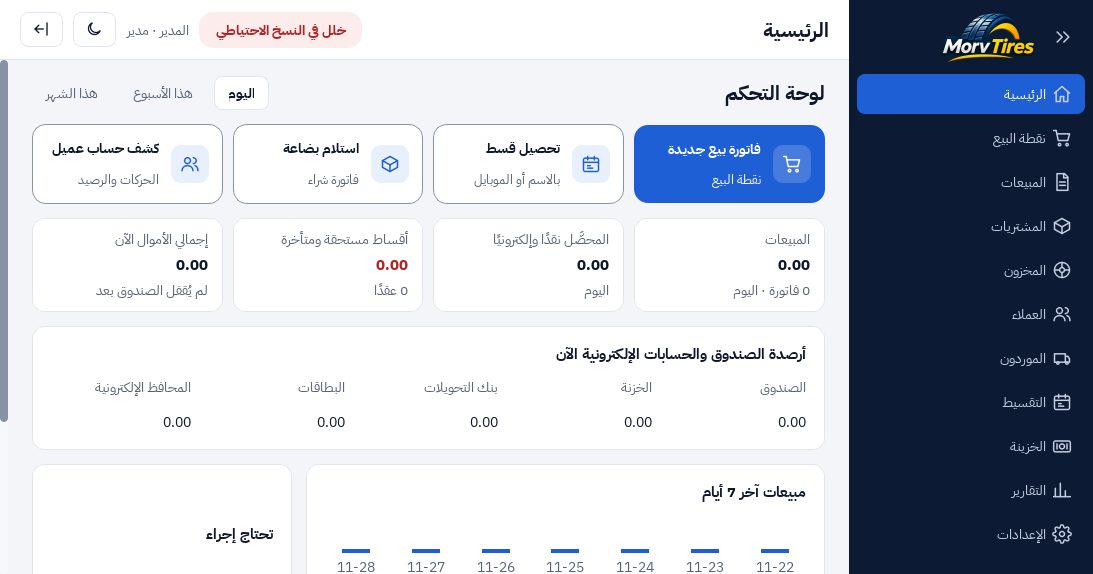 MorvTires
الرئيسية
نقطة البيع
المبيعات
المشتريات
المخزون
العملاء
الموردون
التقسيط
الخزينة
التقارير
الإعدادات
الرئيسية
خلل في النسخ الاحتياطي
المدير · مدير
لوحة التحكم
اليوم
هذا الأسبوع
هذا الشهر
فاتورة بيع جديدة
نقطة البيع
تحصيل قسط
بالاسم أو الموبايل
استلام بضاعة
فاتورة شراء
كشف حساب عميل
الحركات والرصيد
المبيعات
0.00
0 فاتورة · اليوم
المحصَّل نقدًا وإلكترونيًا
0.00
اليوم
أقساط مستحقة ومتأخرة
0.00
0 عقدًا
إجمالي الأموال الآن
0.00
لم يُقفل الصندوق بعد
أرصدة الصندوق والحسابات الإلكترونية الآن
الصندوق الخزنة بنك التحويلات البطاقات المحافظ الإلكترونية
0.00 0.00 0.00 0.00 0.00
مبيعات آخر 7 أيام
11-22 11-23 11-24 11-25 11-26 11-27 11-28
تحتاج إجراء